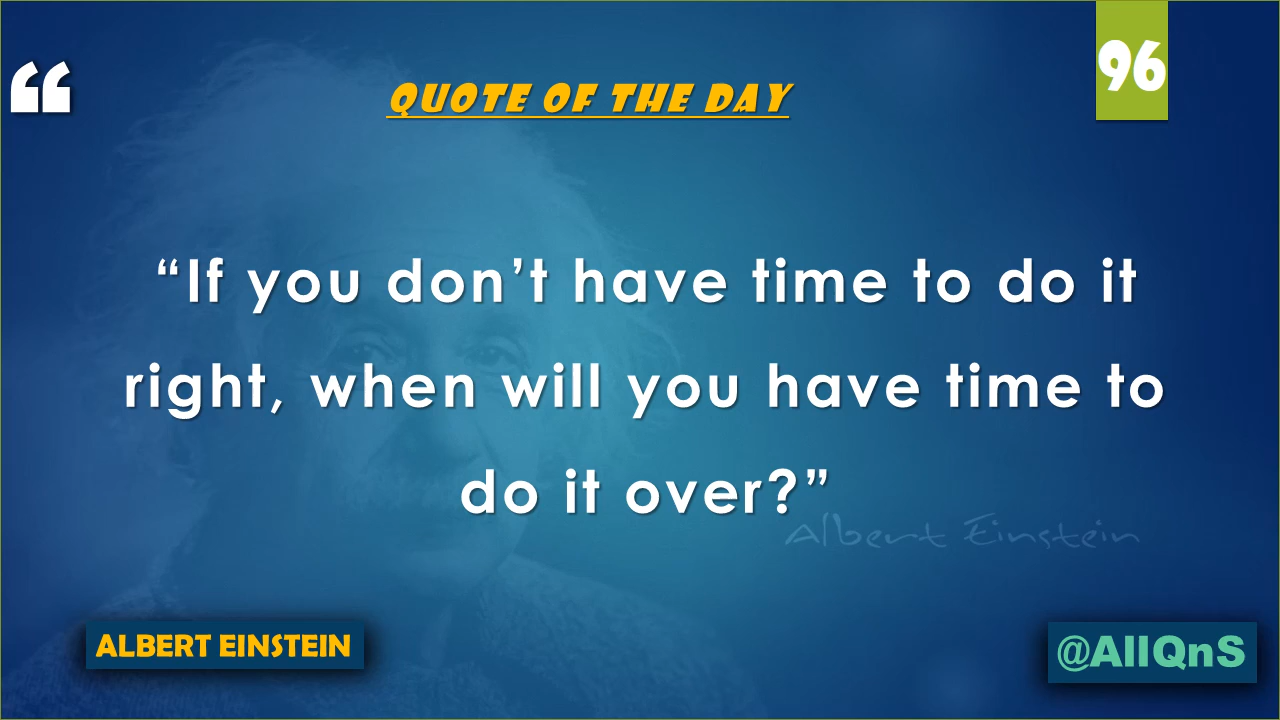 “
QUOTE OF THE DAY
96
“If you don’t have time to do it
right, when will you have time to
do it over?”
Albert Einstein
ALBERT EINSTEIN
@AllQnS